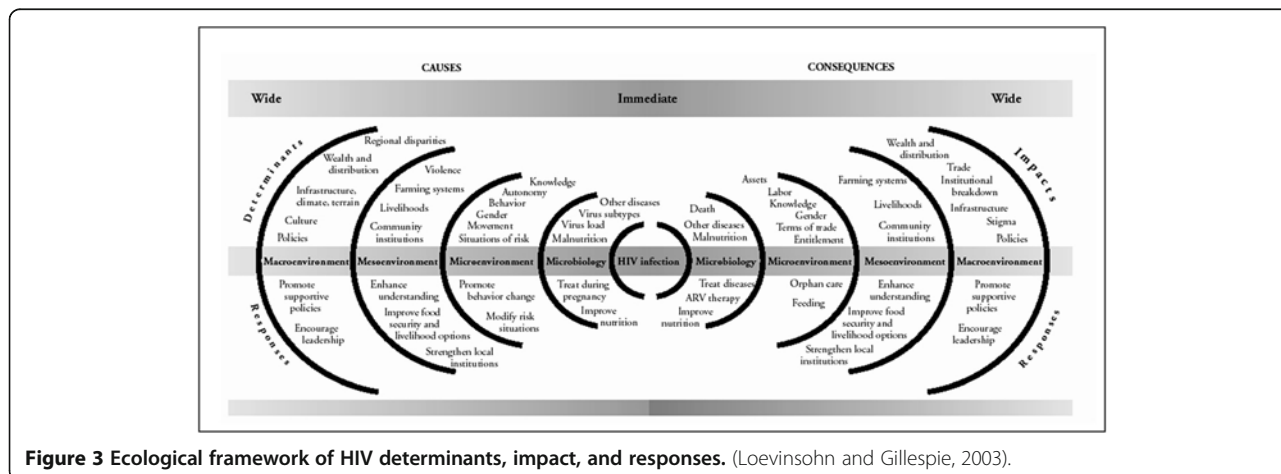 CAUSES
CONSEQUENCES
Wide
Immediate
Wide
Determinants
Regional disparities
Wealth and
distribution
Infrastructure,
climate, terrain
Culture
Policies
Violence
Farming systems
Livelihoods
Community
institutions
Knowledge
Autonomy
Behavior
Gender
Movement
Situations of risk
Other diseases
Virus subtypes
Virus load
Malnutrition
Death
Other diseases
Malnutrition
Assets
Labor
Knowledge
Gender
Terms of trade
Entitlement
Farming systems
Livelihoods
Community
institutions
Wealth and
distribution
Trade
Institutional
breakdown
Infrastructure
Stigma
Policies
Impacts
Macroenvironment
Mesoenvironment
Microenvironment
Microbiology
HIV infection
Microbiology
Microenvironment
Mesoenvironment
Macroenvironment
Responses
Promote
supportive
policies
Encourage
leadership
Enhance
understanding
Improve food
security and
livelihood options
Strengthen local
institutions
Promote
behavior change
Modify risk
situations
Treat during
pregnancy
Improve
nutrition
Treat diseases
ARV therapy
Improve
nutrition
Orphan care
Feeding
Enhance
understanding
Improve food
security and
livelihood options
Strengthen local
institutions
Promote
supportive
policies
Encourage
leadership
Responses
Figure 3 Ecological framework of HIV determinants, impact, and responses. (Loevinsohn and Gillespie, 2003).